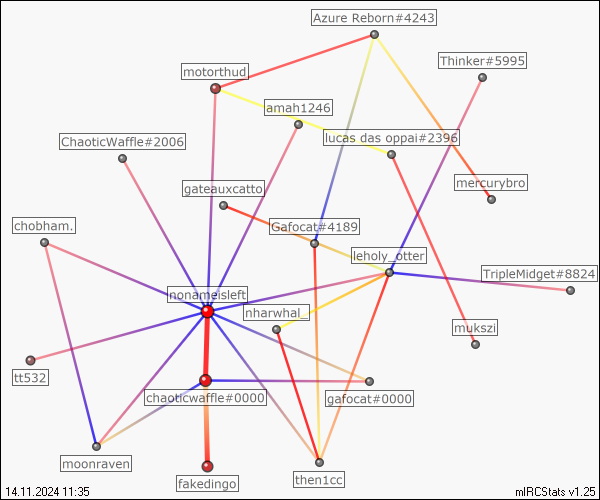 Azure Reborn#4243
Thinker#5995
motorthud
amah1246
lucas das oppai#2396
ChaoticWaffle#2006
mercurybro
gateauxcatto
chobham.
Gafocat#4189
leholy_otter
TripleMidget#8824
nonameisleft
nharwhal_
mukszi
tt532
chaoticwaffle#0000
gafocat#0000
moonraven
fakedingo
then1cc
14.11.2024 11:35
mIRCStats v1.25